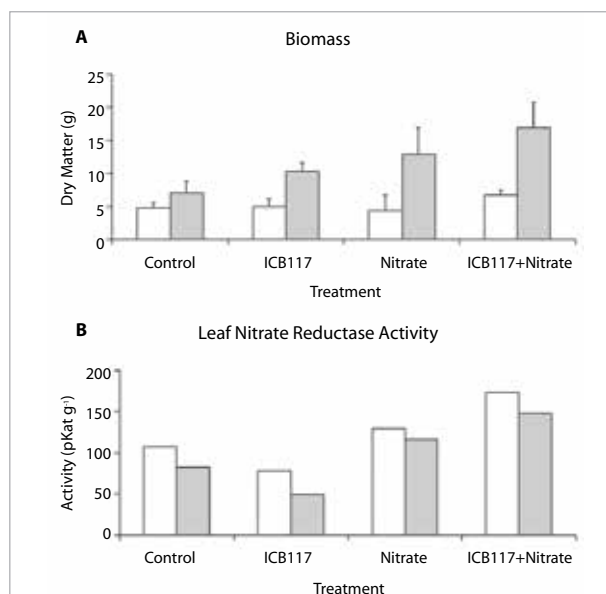 A Biomass
25
20
15
10
5
0
Dry Matter (g)
Control ICB117 Nitrate ICB117+Nitrate
Treatment
B Leaf Nitrate Reductase Activity
200
150
100
50
0
Activity (pKat g⁻¹)
Control ICB117 Nitrate ICB117+Nitrate
Treatment